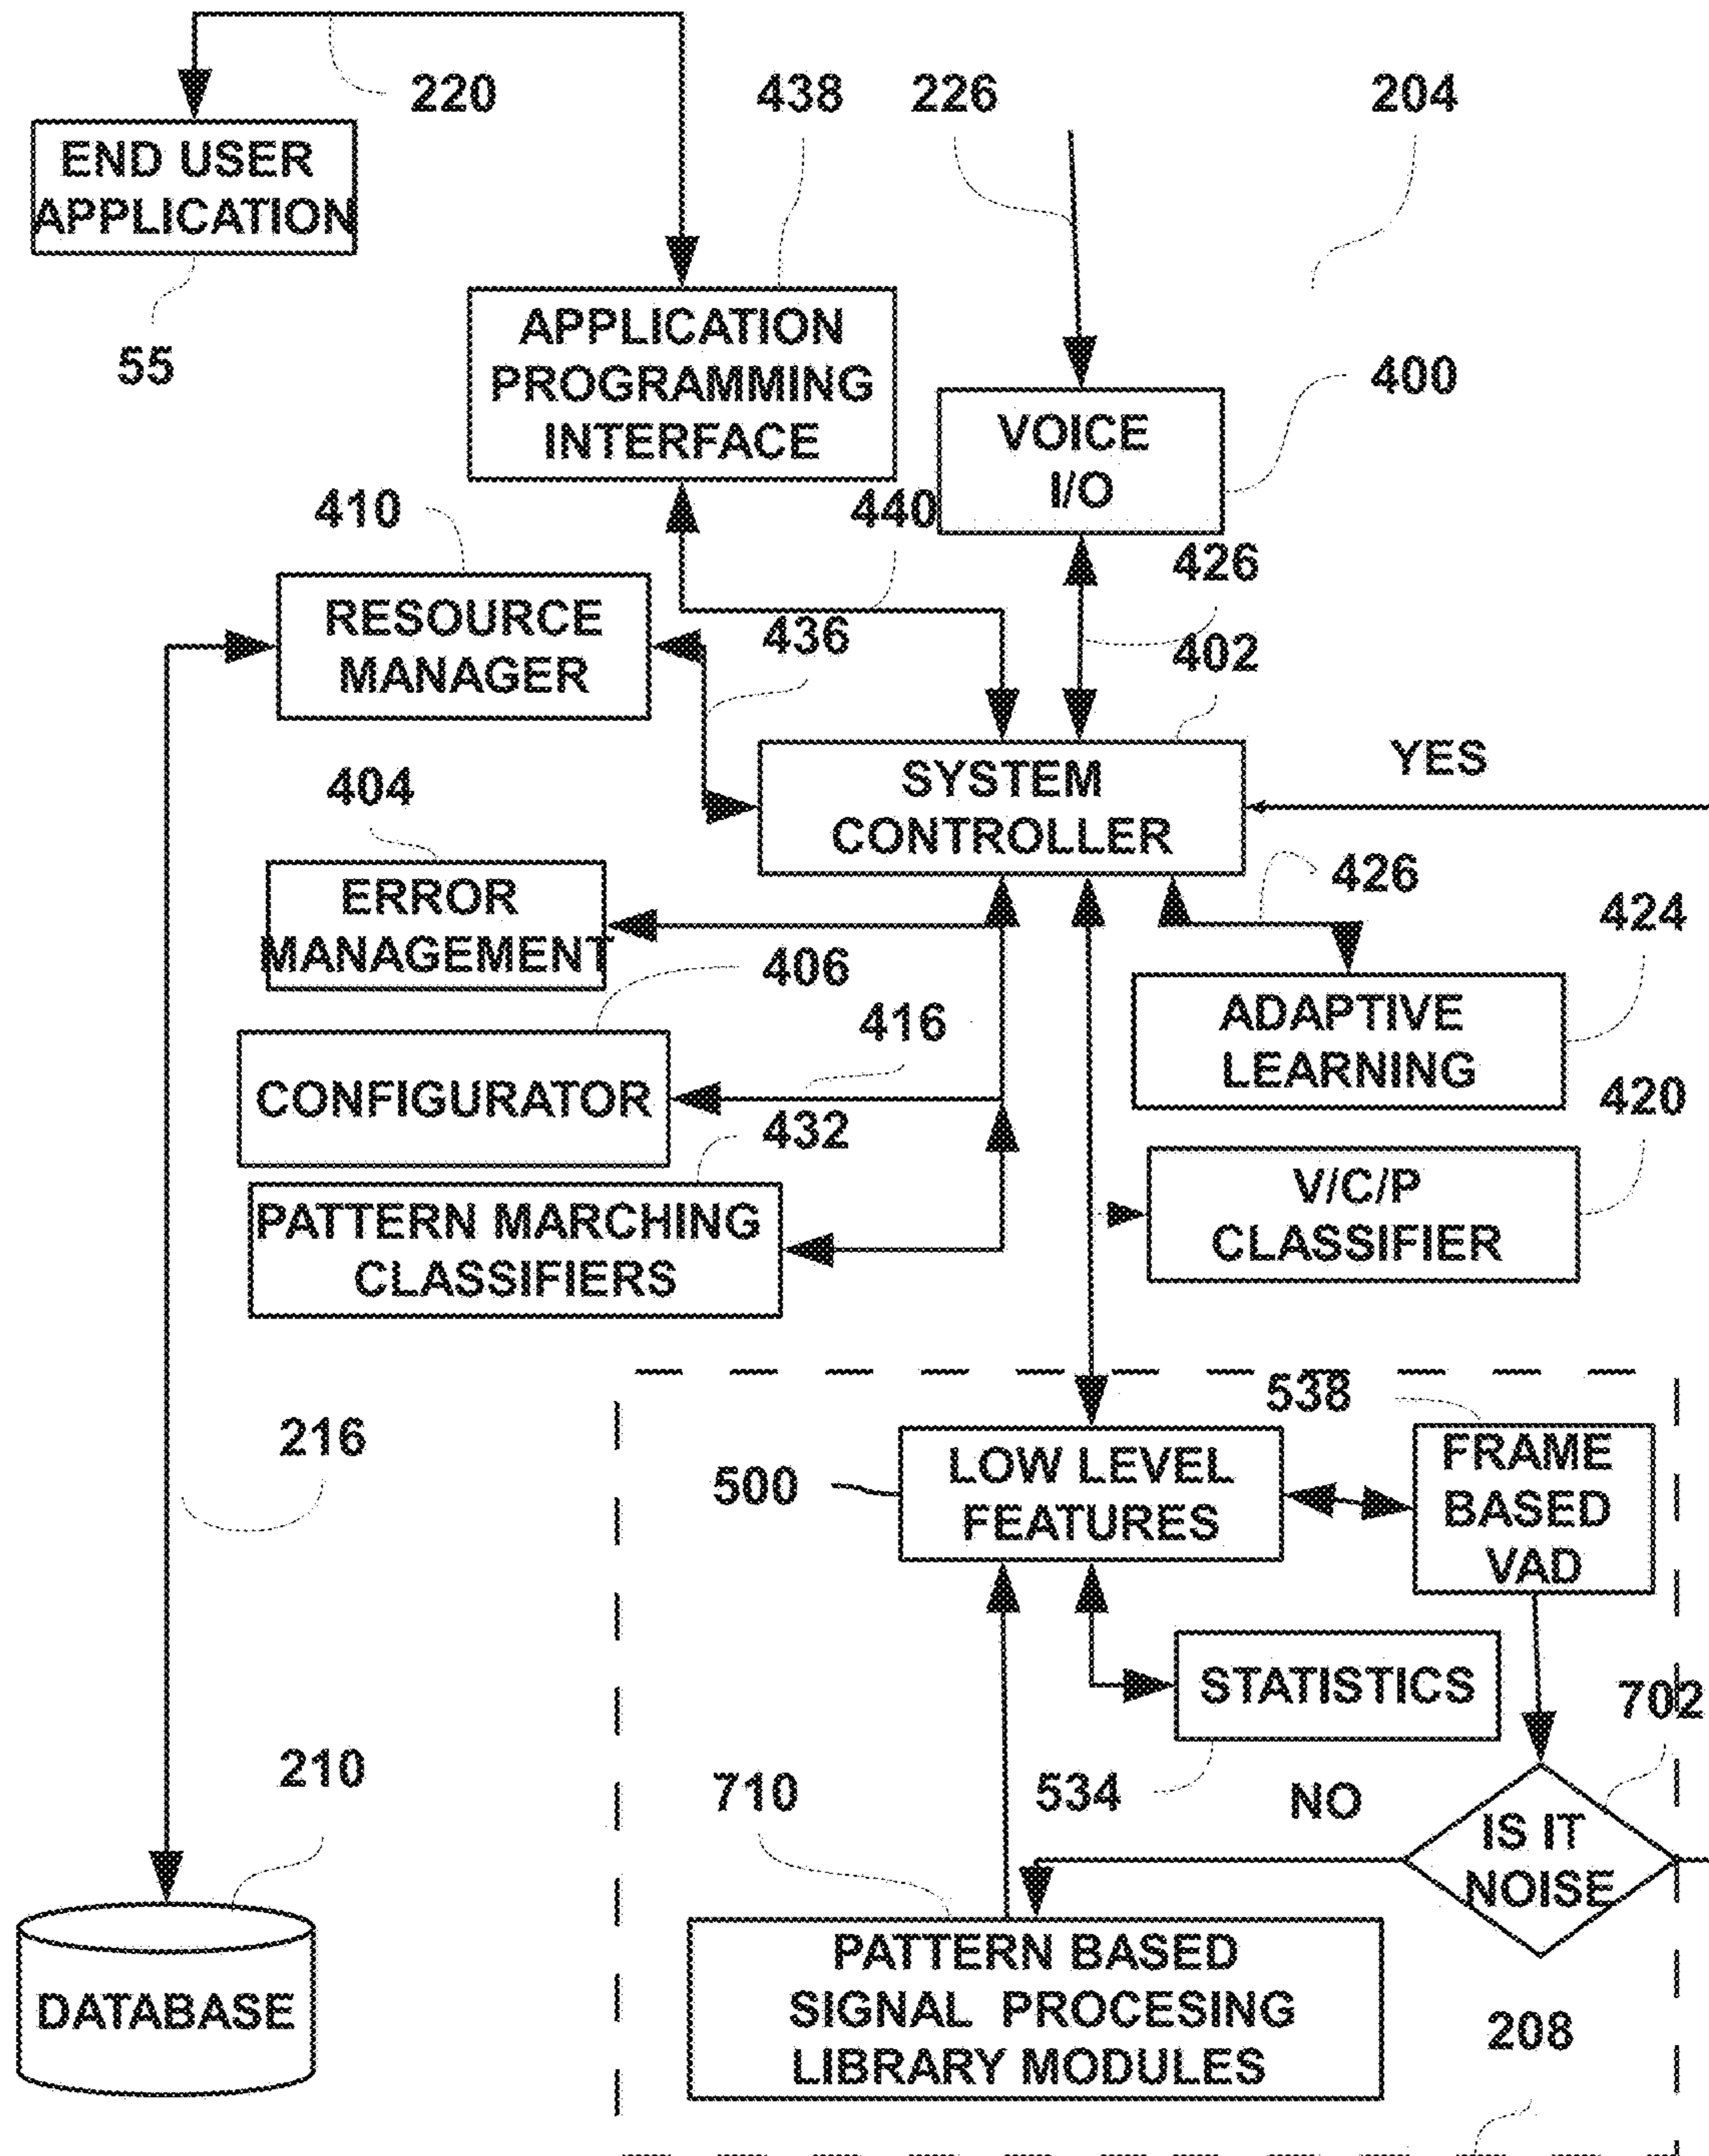 220
438
226
204
END USER
APPLICATION
55
APPLICATION
PROGRAMMING
INTERFACE
400
VOICE
I/O
410
440
426
RESOURCE
MANAGER
436
402
SYSTEM
CONTROLLER
YES
404
ERROR
MANAGEMENT
426
424
406
416
ADAPTIVE
LEARNING
CONFIGURATOR
432
420
PATTERN MARCHING
CLASSIFIERS
V/C/P
CLASSIFIER
538
216
500
LOW LEVEL
FEATURES
FRAME
BASED
VAD
STATISTICS
702
210
710
534
NO
IS IT
NOISE
DATABASE
PATTERN BASED
SIGNAL PROCESING
LIBRARY MODULES
208